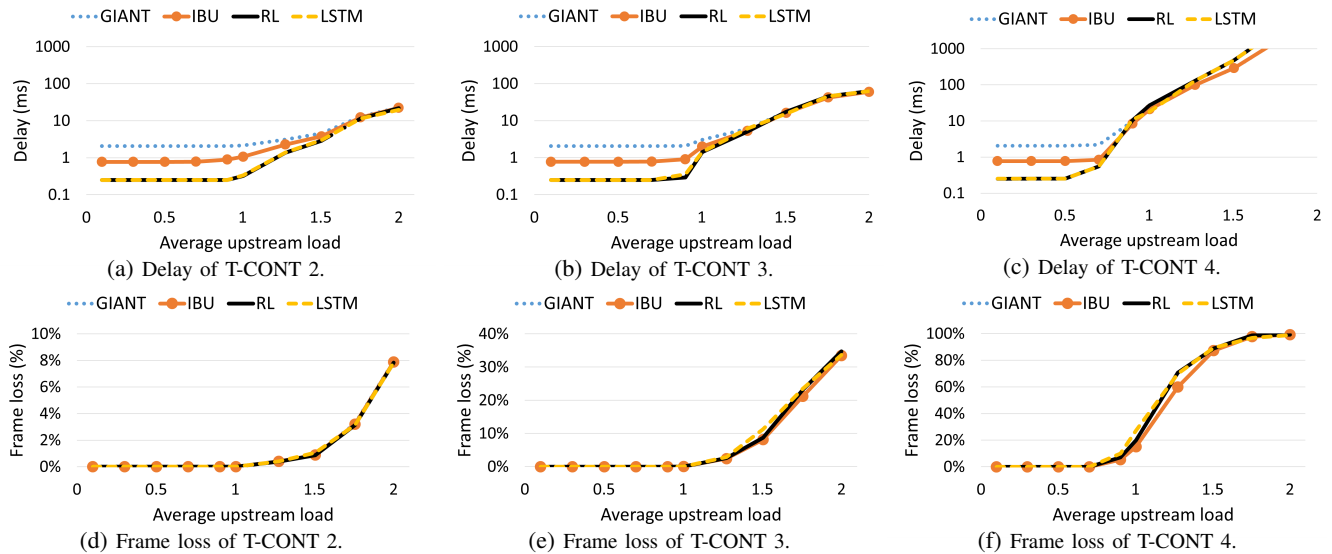 GIANT IBU RL LSTM
Delay (ms)
1000
100
10
1
0.1
0 0.5 1 1.5 2
Average upstream load
(a) Delay of T-CONT 2.
GIANT IBU RL LSTM
Delay (ms)
1000
100
10
1
0.1
0 0.5 1 1.5 2
Average upstream load
(b) Delay of T-CONT 3.
GIANT IBU RL LSTM
Delay (ms)
1000
100
10
1
0.1
0 0.5 1 1.5 2
Average upstream load
(c) Delay of T-CONT 4.
GIANT IBU RL LSTM
Frame loss (%)
10%
8%
6%
4%
2%
0%
0 0.5 1 1.5 2
Average upstream load
(d) Frame loss of T-CONT 2.
GIANT IBU RL LSTM
Frame loss (%)
40%
30%
20%
10%
0%
0 0.5 1 1.5 2
Average upstream load
(e) Frame loss of T-CONT 3.
GIANT IBU RL LSTM
Frame loss (%)
100%
80%
60%
40%
20%
0%
0 0.5 1 1.5 2
Average upstream load
(f) Frame loss of T-CONT 4.